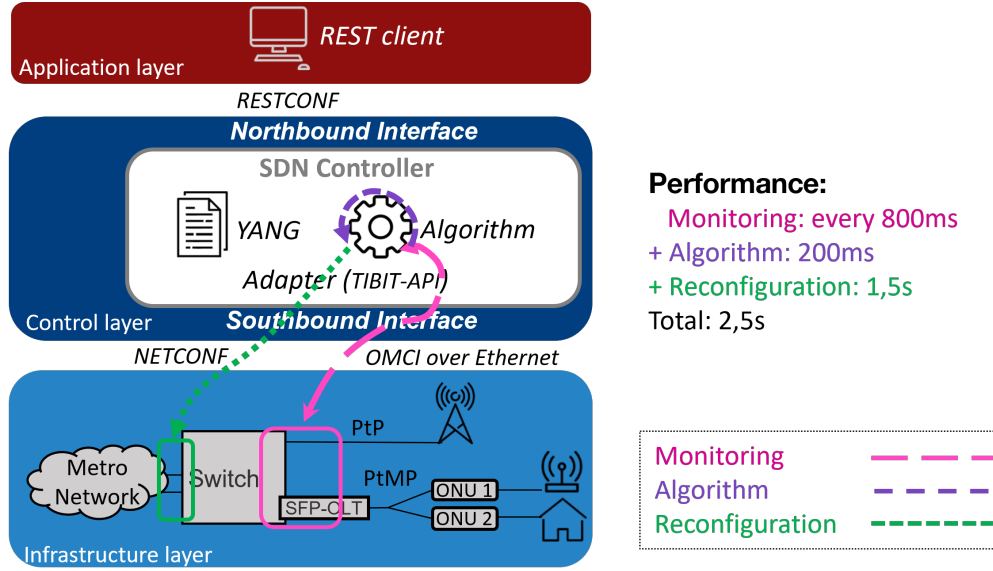 REST client
Application layer
RESTCONF
Northbound Interface
SDN Controller
YANG
Algorithm
Adapter (TIBIT-API)
Southbound Interface
Control layer
NETCONF
OMCI over Ethernet
PtP
Metro
Network
Switch
PtMP
SFP-OLT
ONU 1
ONU 2
Infrastructure layer
Performance:
Monitoring: every 800ms
+ Algorithm: 200ms
+ Reconfiguration: 1,5s
Total: 2,5s
Monitoring
Algorithm
Reconfiguration